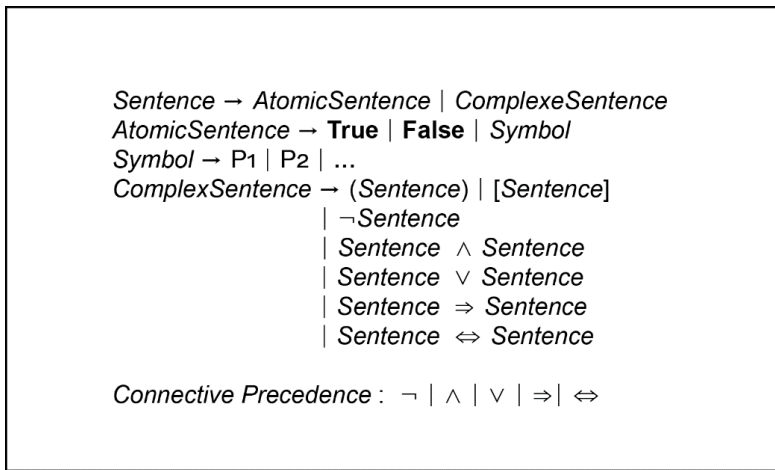 Sentence → AtomicSentence | ComplexeSentence
AtomicSentence → True | False | Symbol
Symbol → P1 | P2 | ...
ComplexSentence → (Sentence) | [Sentence]
| ¬Sentence
| Sentence ∧ Sentence
| Sentence ∨ Sentence
| Sentence ⇒ Sentence
| Sentence ⇔ Sentence
Connective Precedence : ¬ | ∧ | ∨ | ⇒| ⇔